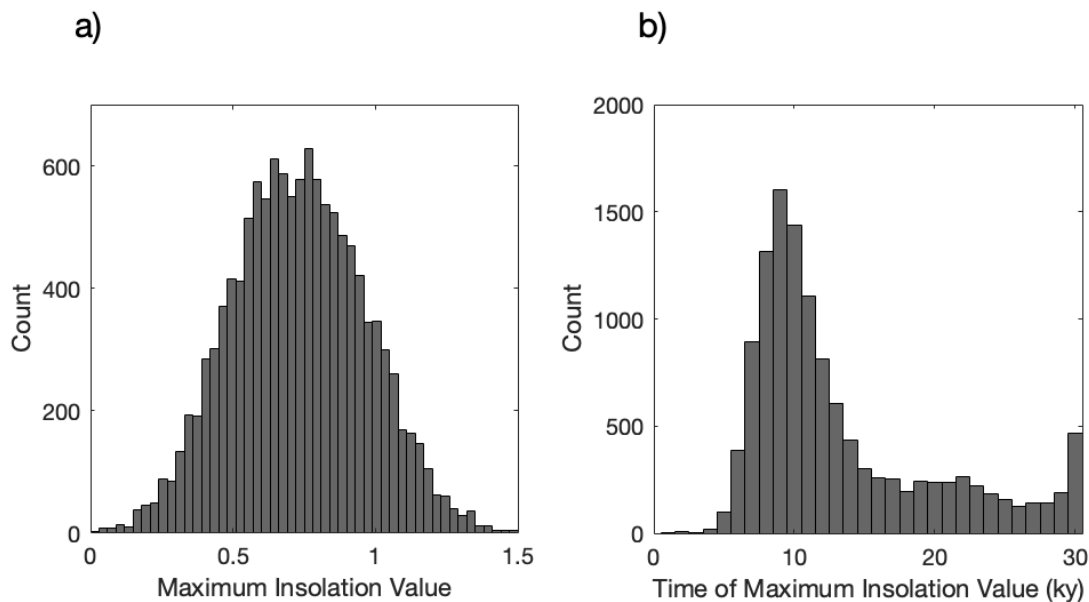 a)
600
400
200
0
Count
0 0.5 1 1.5
Maximum Insolation Value
b)
2000
1500
1000
500
0
Count
0 10 20 30
Time of Maximum Insolation Value (ky)